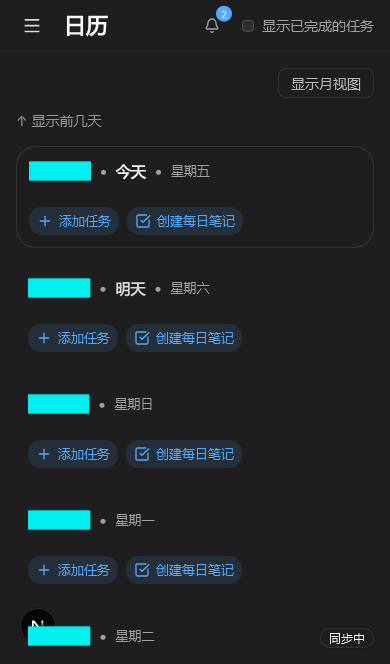 日历
2
显示已完成的任务
显示月视图
↑ 显示前几天
• 今天 • 星期五
+ 添加任务 创建每日笔记
• 明天 • 星期六
+ 添加任务 创建每日笔记
• 星期日
+ 添加任务 创建每日笔记
• 星期一
+ 添加任务 创建每日笔记
• 星期二
同步中